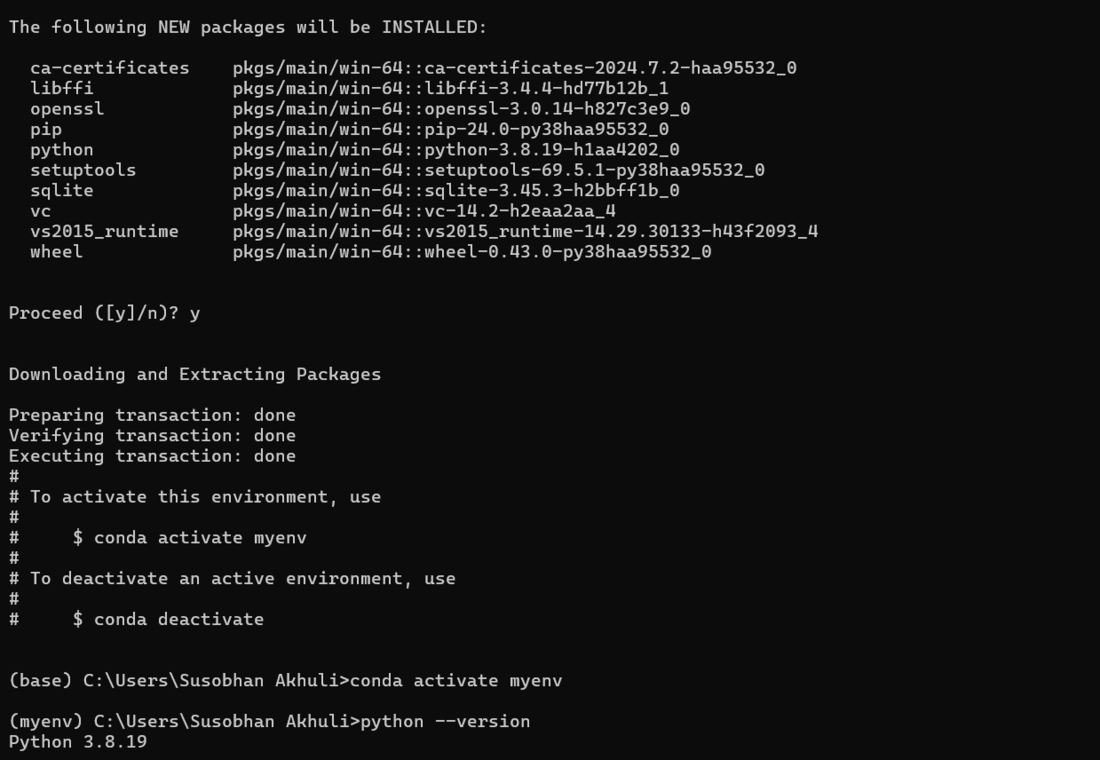 The following NEW packages will be INSTALLED:
ca-certificates    pkgs/main/win-64::ca-certificates-2024.7.2-haa95532_0
libffi             pkgs/main/win-64::libffi-3.4.4-hd77b12b_1
openssl            pkgs/main/win-64::openssl-3.0.14-h827c3e9_0
pip                pkgs/main/win-64::pip-24.0-py38haa95532_0
python             pkgs/main/win-64::python-3.8.19-h1aa4202_0
setuptools         pkgs/main/win-64::setuptools-69.5.1-py38haa95532_0
sqlite             pkgs/main/win-64::sqlite-3.45.3-h2bbff1b_0
vc                 pkgs/main/win-64::vc-14.2-h2eaa2aa_4
vs2015_runtime     pkgs/main/win-64::vs2015_runtime-14.29.30133-h43f2093_4
wheel              pkgs/main/win-64::wheel-0.43.0-py38haa95532_0
Proceed ([y]/n)? y
Downloading and Extracting Packages
Preparing transaction: done
Verifying transaction: done
Executing transaction: done
#
# To activate this environment, use
#
#     $ conda activate myenv
#
# To deactivate an active environment, use
#
#     $ conda deactivate
(base) C:\Users\Susobhan Akhuli>conda activate myenv
(myenv) C:\Users\Susobhan Akhuli>python --version
Python 3.8.19